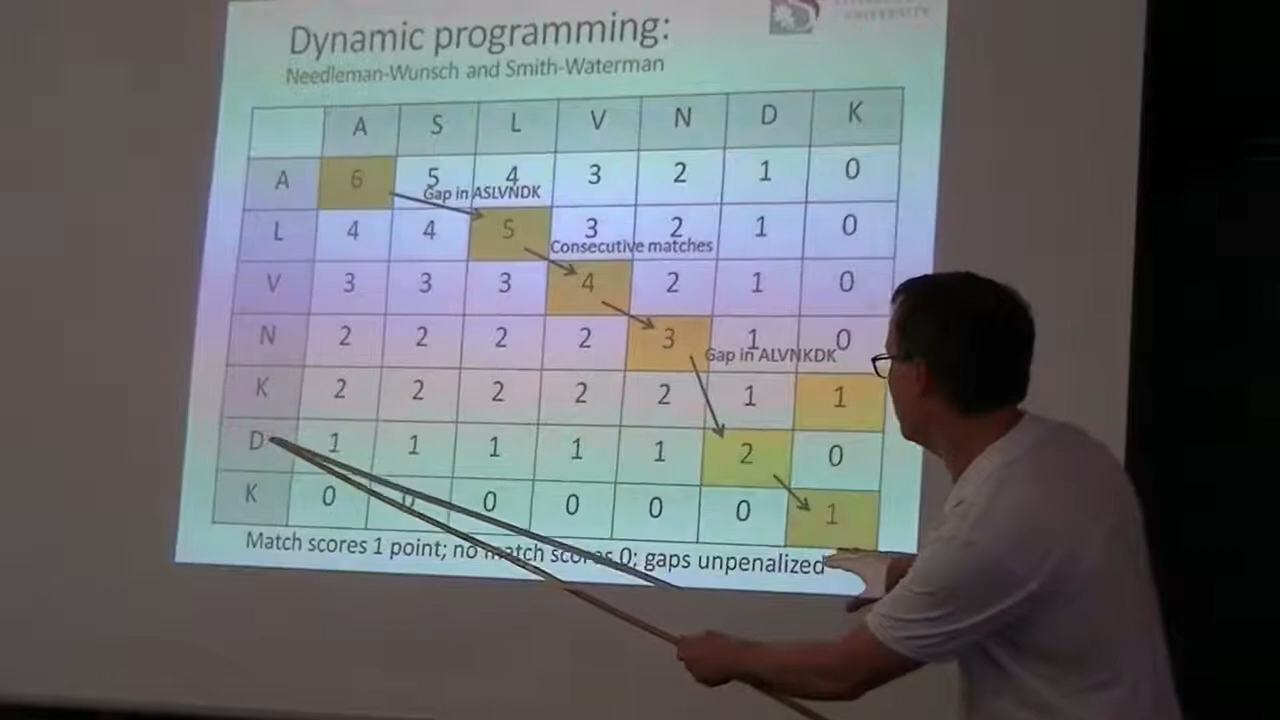 Dynamic programming:
UNIVERSITY
Needleman-Wunsch and Smith-Waterman
A S L V N D K
A 6 5 4 3 2 1 0
Gap in ASLVNDK
L 4 4 5 3 2 1 0
Consecutive matches
V 3 3 3 4 2 1 0
N 2 2 2 2 3 1 0
Gap in ALVNKDK
K 2 2 2 2 2 1 1
D 1 1 1 1 1 2 0
K 0 0 0 0 0 0 1
Match scores 1 point; no match scores 0; gaps unpenalized